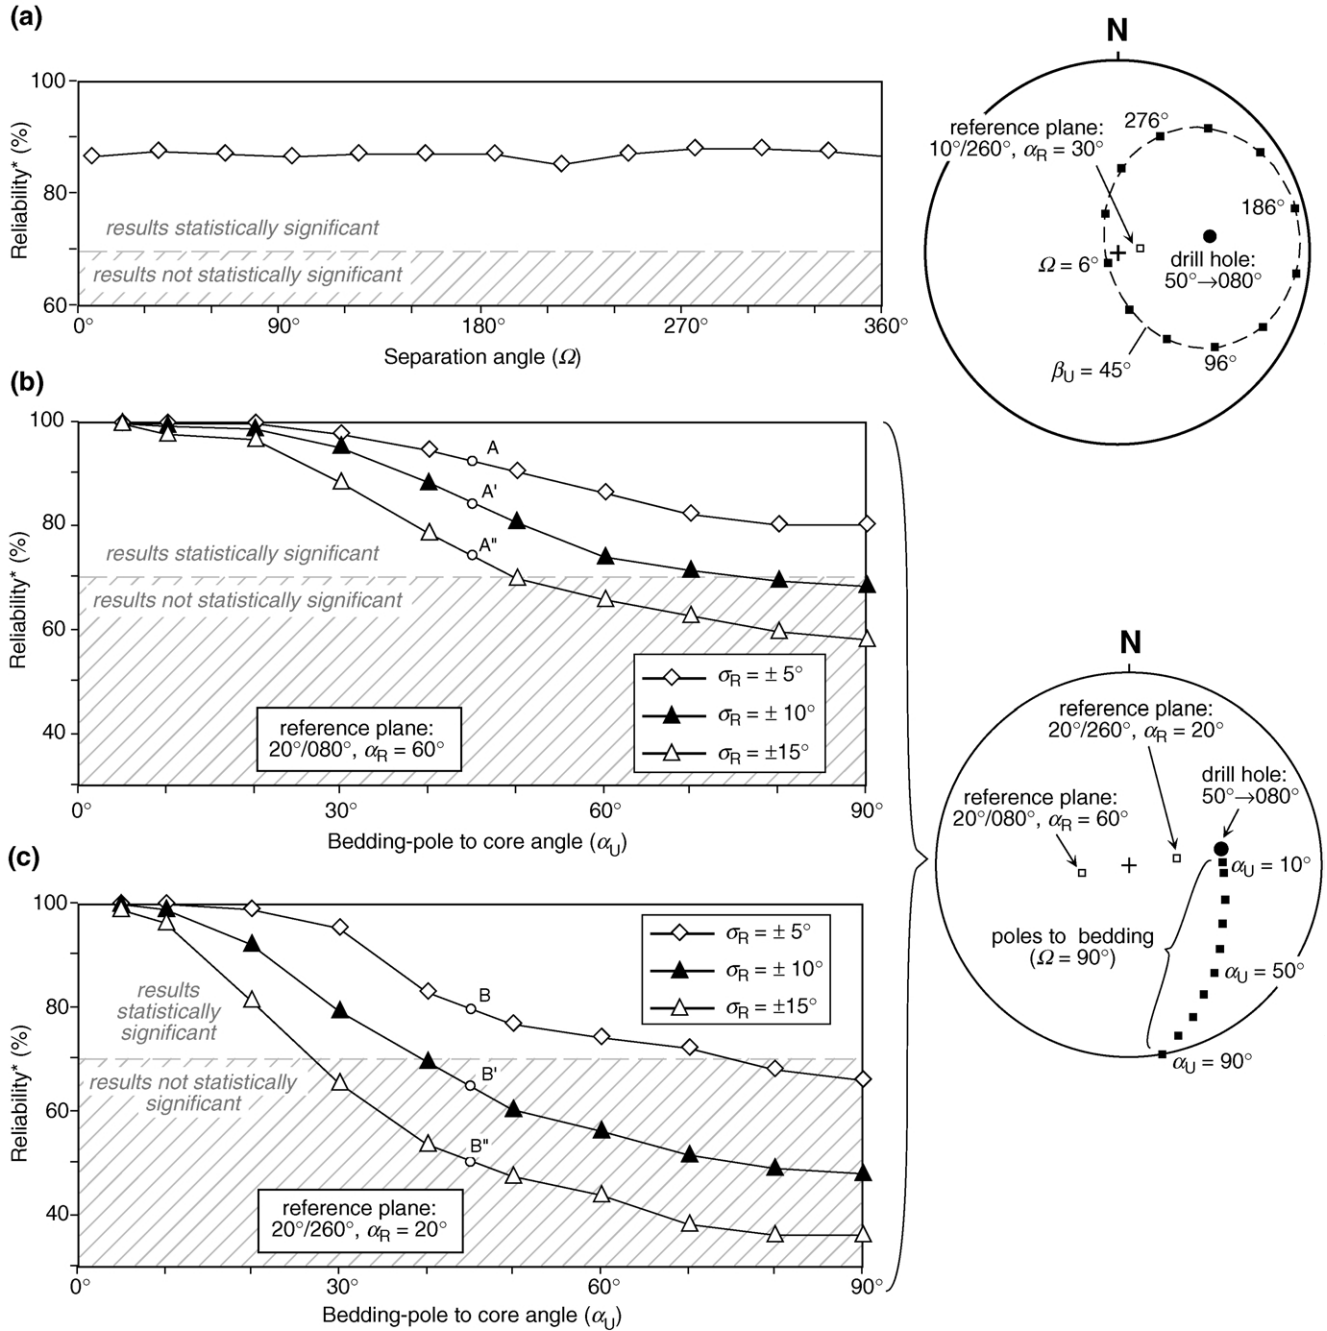 (a)
100
80
60
Reliability* (%)
results statistically significant
results not statistically significant
0°
90°
180°
270°
360°
Separation angle (Ω)
N
reference plane:
10°/260°, αR = 30°
276°
186°
drill hole:
50°→080°
Ω = 6°
βU = 45°
96°
(b)
100
80
60
40
Reliability* (%)
A
A'
A"
results statistically significant
results not statistically significant
σR = ± 5°
σR = ± 10°
σR = ±15°
reference plane:
20°/080°, αR = 60°
0°
30°
60°
90°
Bedding-pole to core angle (αU)
N
reference plane:
20°/260°, αR = 20°
drill hole:
50°→080°
reference plane:
20°/080°, αR = 60°
αU = 10°
poles to bedding
(Ω = 90°)
αU = 50°
αU = 90°
(c)
100
80
60
40
Reliability* (%)
σR = ± 5°
σR = ± 10°
σR = ±15°
B
B'
B"
results
statistically
significant
results not statistically
significant
reference plane:
20°/260°, αR = 20°
0°
30°
60°
90°
Bedding-pole to core angle (αU)